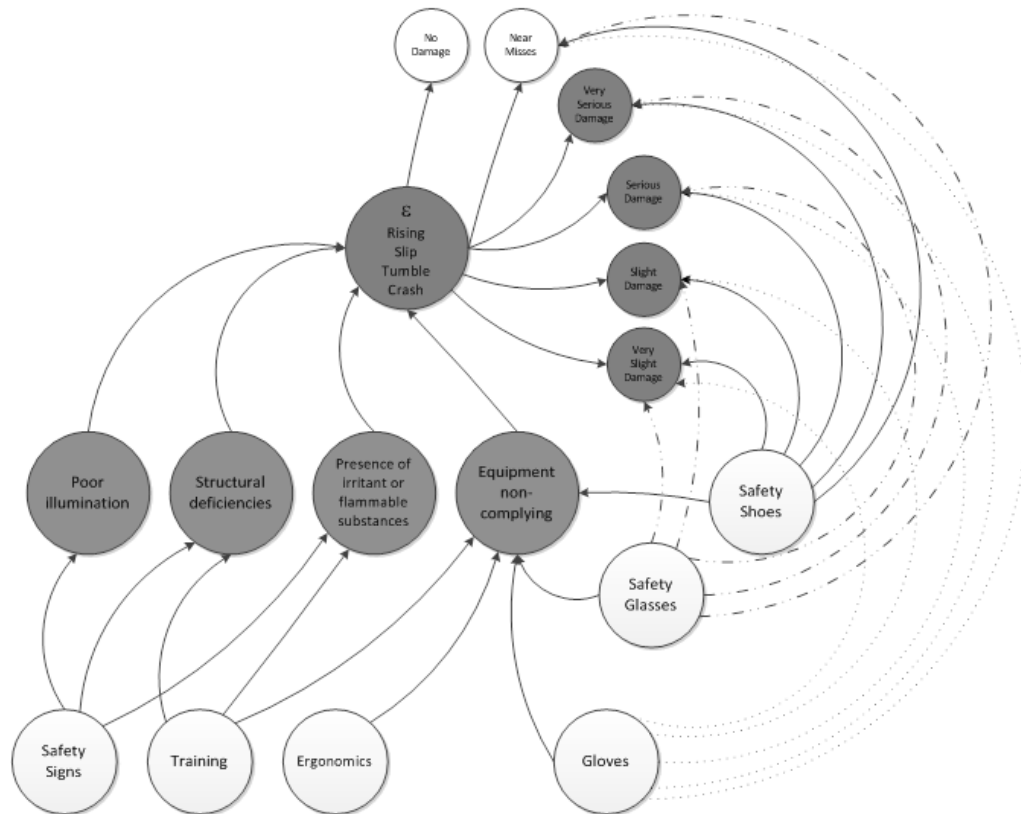 No
Damage
Near
Misses
Very
Serious
Damage
Serious
Damage
ε
Rising
Slip
Tumble
Crash
Slight
Damage
Very
Slight
Damage
Poor
illumination
Structural
deficiencies
Presence of
irritant or
flammable
substances
Equipment
non-
complying
Safety
Shoes
Safety
Glasses
Safety
Signs
Training
Ergonomics
Gloves